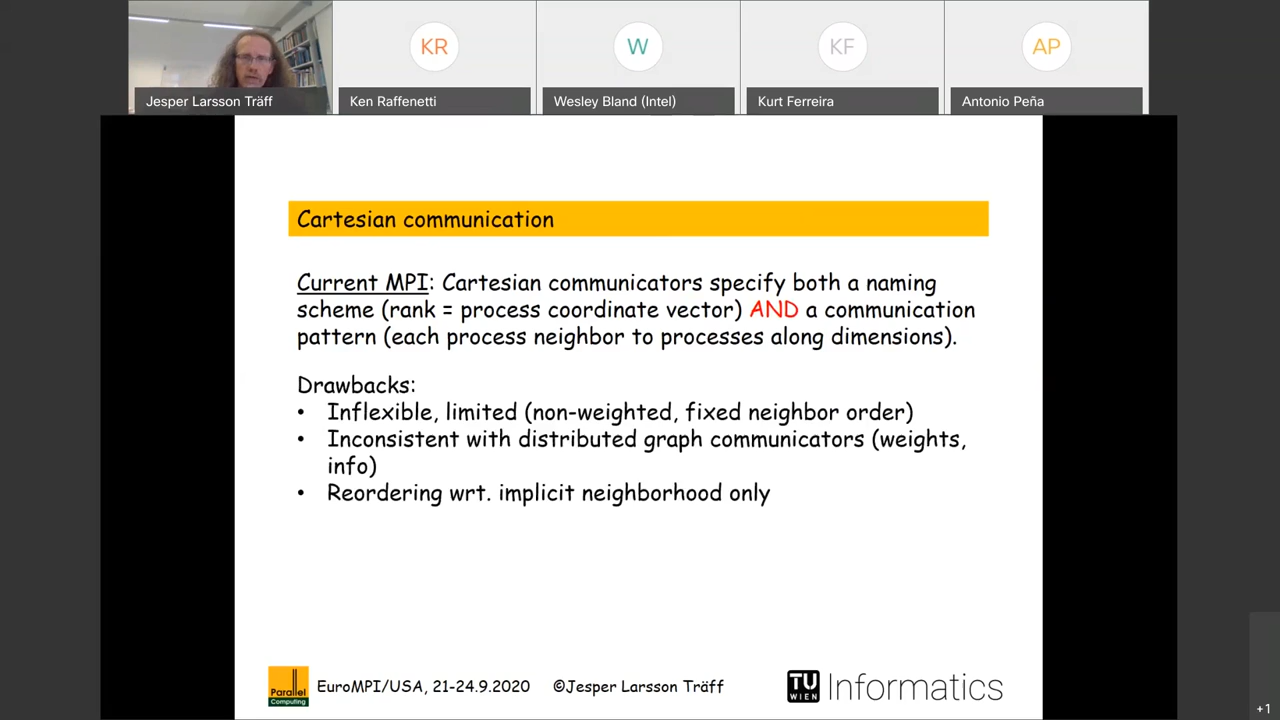 KR
W
KF
AP
Jesper Larsson Träff
Ken Raffenetti
Wesley Bland (Intel)
Kurt Ferreira
Antonio Peña
Cartesian communication
Current MPI: Cartesian communicators specify both a naming
scheme (rank = process coordinate vector) AND a communication
pattern (each process neighbor to processes along dimensions).
Drawbacks:
• Inflexible, limited (non-weighted, fixed neighbor order)
• Inconsistent with distributed graph communicators (weights,
info)
• Reordering wrt. implicit neighborhood only
Parallel
Computing
EuroMPI/USA, 21-24.9.2020 ©Jesper Larsson Träff
TU
WIEN
Informatics
+1